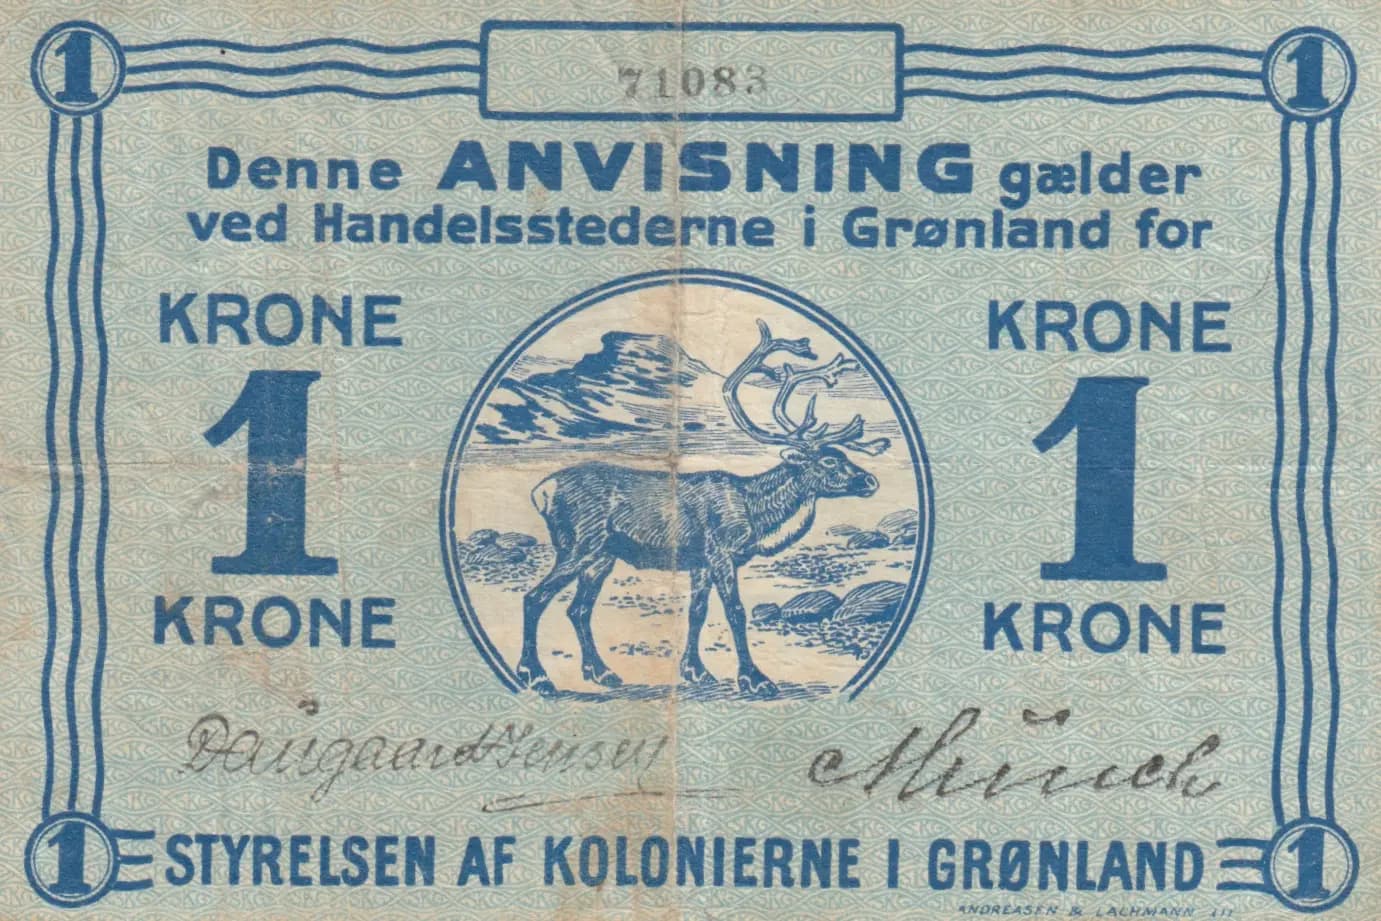 1 71083 1
Denne ANVISNING gælder
ved Handelsstederne i Grønland for
KRONE KRONE
1 1
KRONE KRONE
Daugaard-Jensen Münch
1 STYRELSEN AF KOLONIERNE I GRØNLAND 1
ANDREASEN & LACHMANN